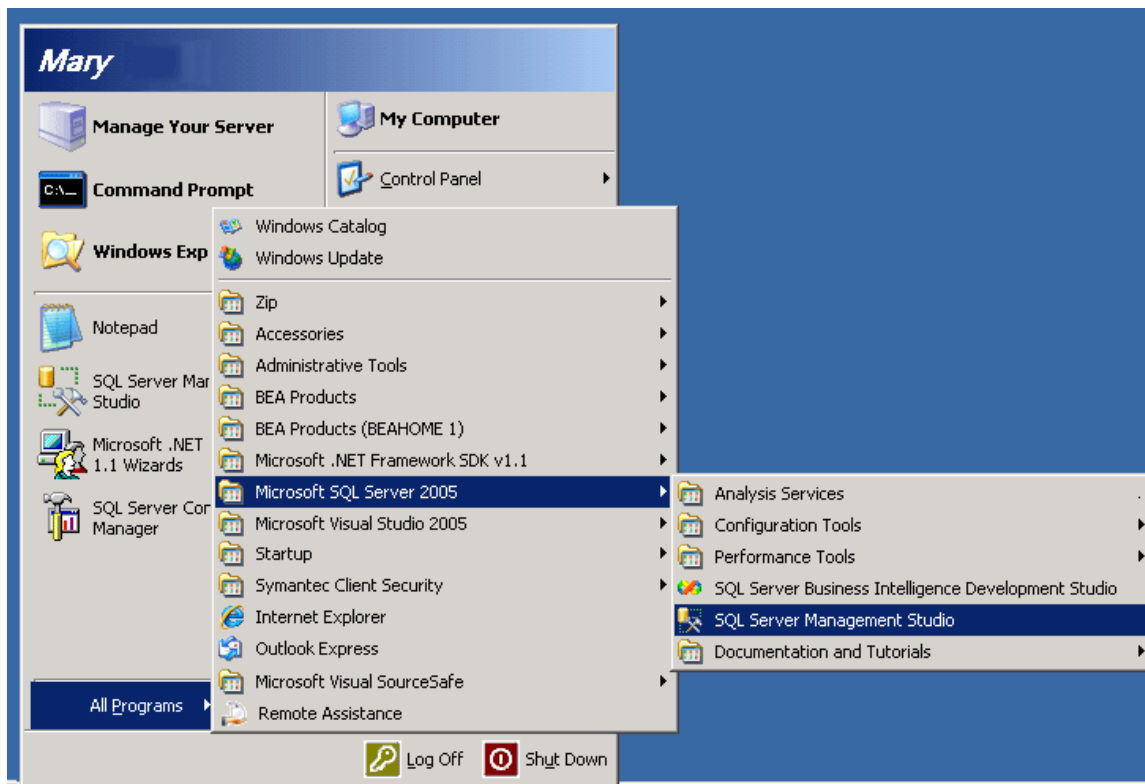 Mary
Manage Your Server
Command Prompt
Windows Exp
Notepad
SQL Server Mar
Studio
Microsoft .NET
1.1 Wizards
SQL Server Cor
Manager
All Programs
My Computer
Control Panel
Windows Catalog
Windows Update
Zip
Accessories
Administrative Tools
BEA Products
BEA Products (BEAHOME 1)
Microsoft .NET Framework SDK v1.1
Microsoft SQL Server 2005
Microsoft Visual Studio 2005
Startup
Symantec Client Security
Internet Explorer
Outlook Express
Microsoft Visual SourceSafe
Remote Assistance
Analysis Services
Configuration Tools
Performance Tools
SQL Server Business Intelligence Development Studio
SQL Server Management Studio
Documentation and Tutorials
Log Off
Shut Down